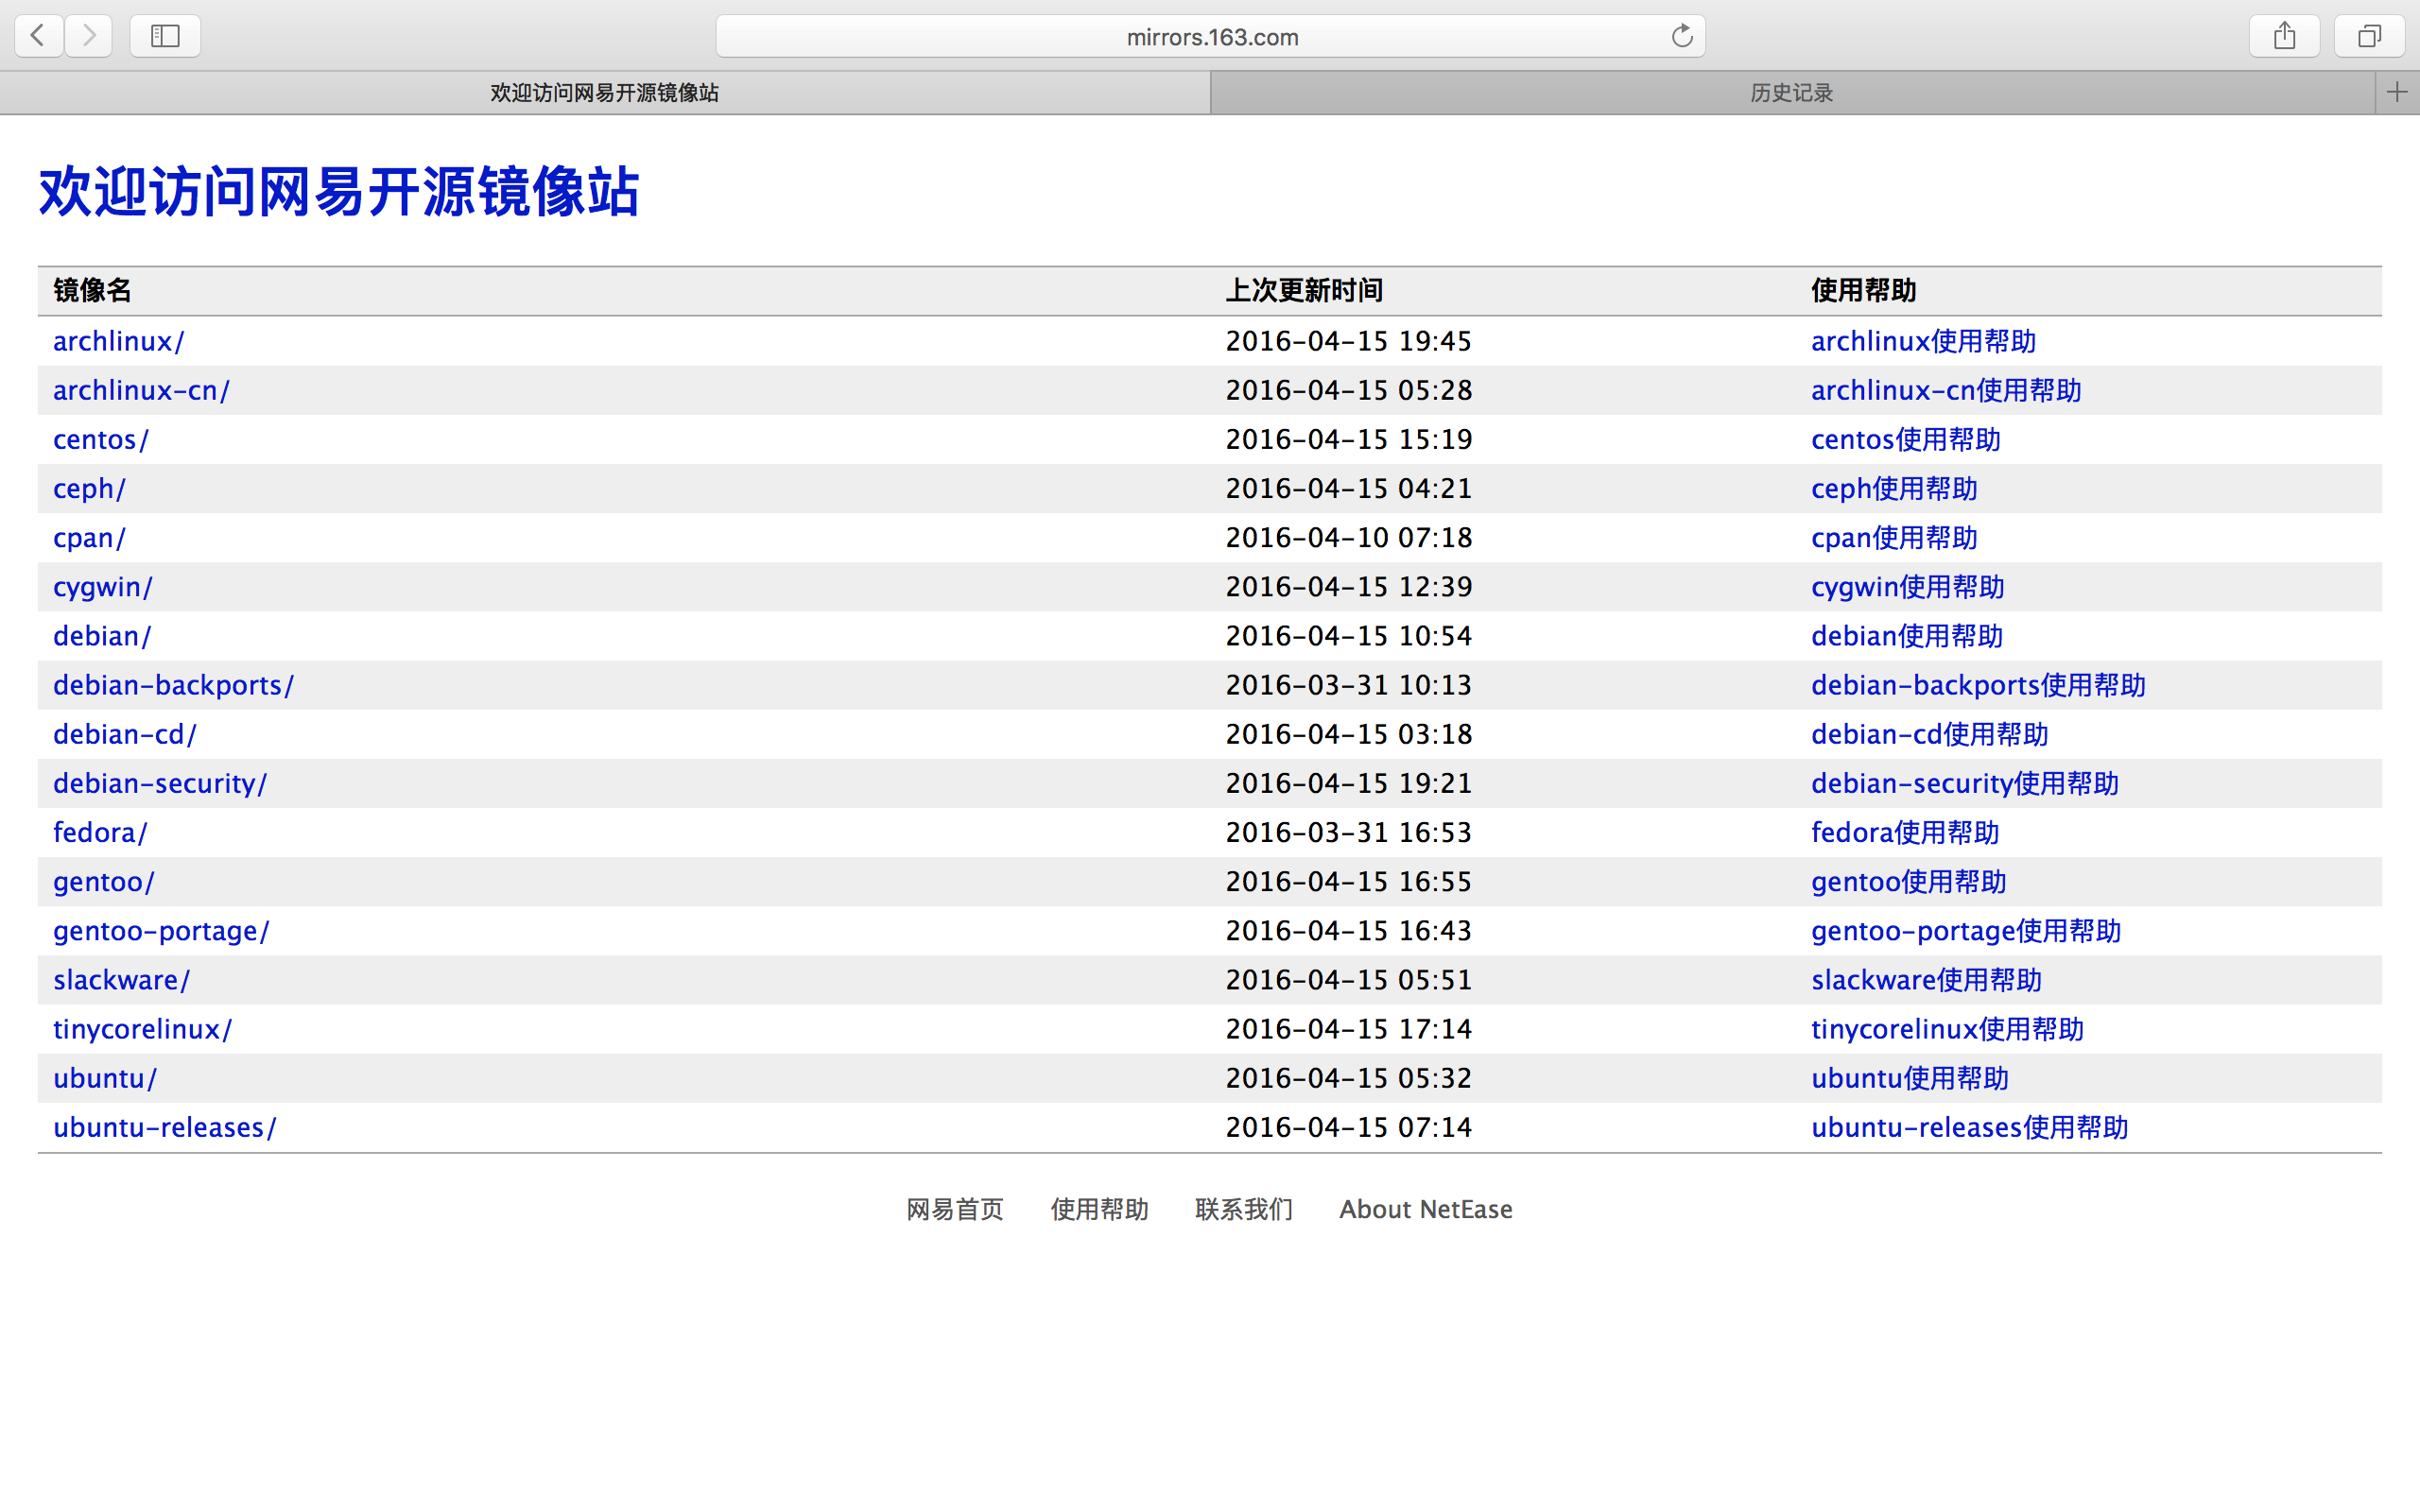 mirrors.163.com
欢迎访问网易开源镜像站 历史记录
欢迎访问网易开源镜像站
镜像名 上次更新时间 使用帮助
archlinux/ 2016-04-15 19:45 archlinux使用帮助
archlinux-cn/ 2016-04-15 05:28 archlinux-cn使用帮助
centos/ 2016-04-15 15:19 centos使用帮助
ceph/ 2016-04-15 04:21 ceph使用帮助
cpan/ 2016-04-10 07:18 cpan使用帮助
cygwin/ 2016-04-15 12:39 cygwin使用帮助
debian/ 2016-04-15 10:54 debian使用帮助
debian-backports/ 2016-03-31 10:13 debian-backports使用帮助
debian-cd/ 2016-04-15 03:18 debian-cd使用帮助
debian-security/ 2016-04-15 19:21 debian-security使用帮助
fedora/ 2016-03-31 16:53 fedora使用帮助
gentoo/ 2016-04-15 16:55 gentoo使用帮助
gentoo-portage/ 2016-04-15 16:43 gentoo-portage使用帮助
slackware/ 2016-04-15 05:51 slackware使用帮助
tinycorelinux/ 2016-04-15 17:14 tinycorelinux使用帮助
ubuntu/ 2016-04-15 05:32 ubuntu使用帮助
ubuntu-releases/ 2016-04-15 07:14 ubuntu-releases使用帮助
网易首页 使用帮助 联系我们 About NetEase